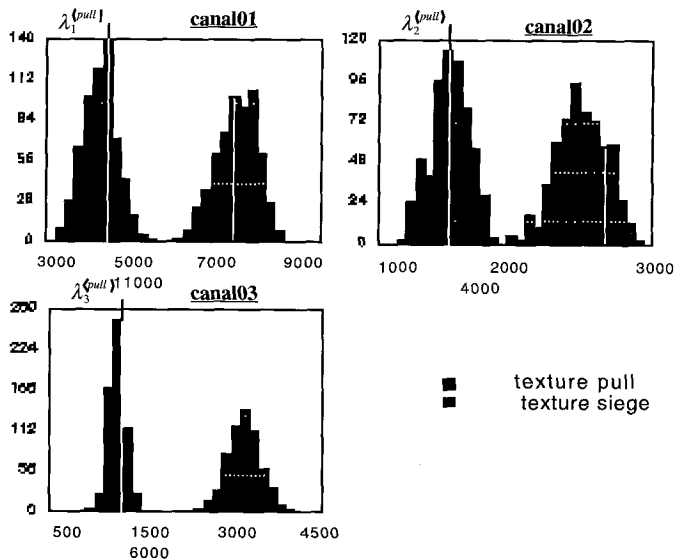 λ₁⁽ᵖᵘˡˡ⁾ canal01
140
112
84
56
28
0
3000 5000 7000 9000
11000
λ₂⁽ᵖᵘˡˡ⁾ canal02
120
96
72
48
24
0
1000 2000 3000
4000
λ₃⁽ᵖᵘˡˡ⁾ canal03
280
224
168
112
56
0
500 1500 3000 4500
6000
texture pull
texture siege